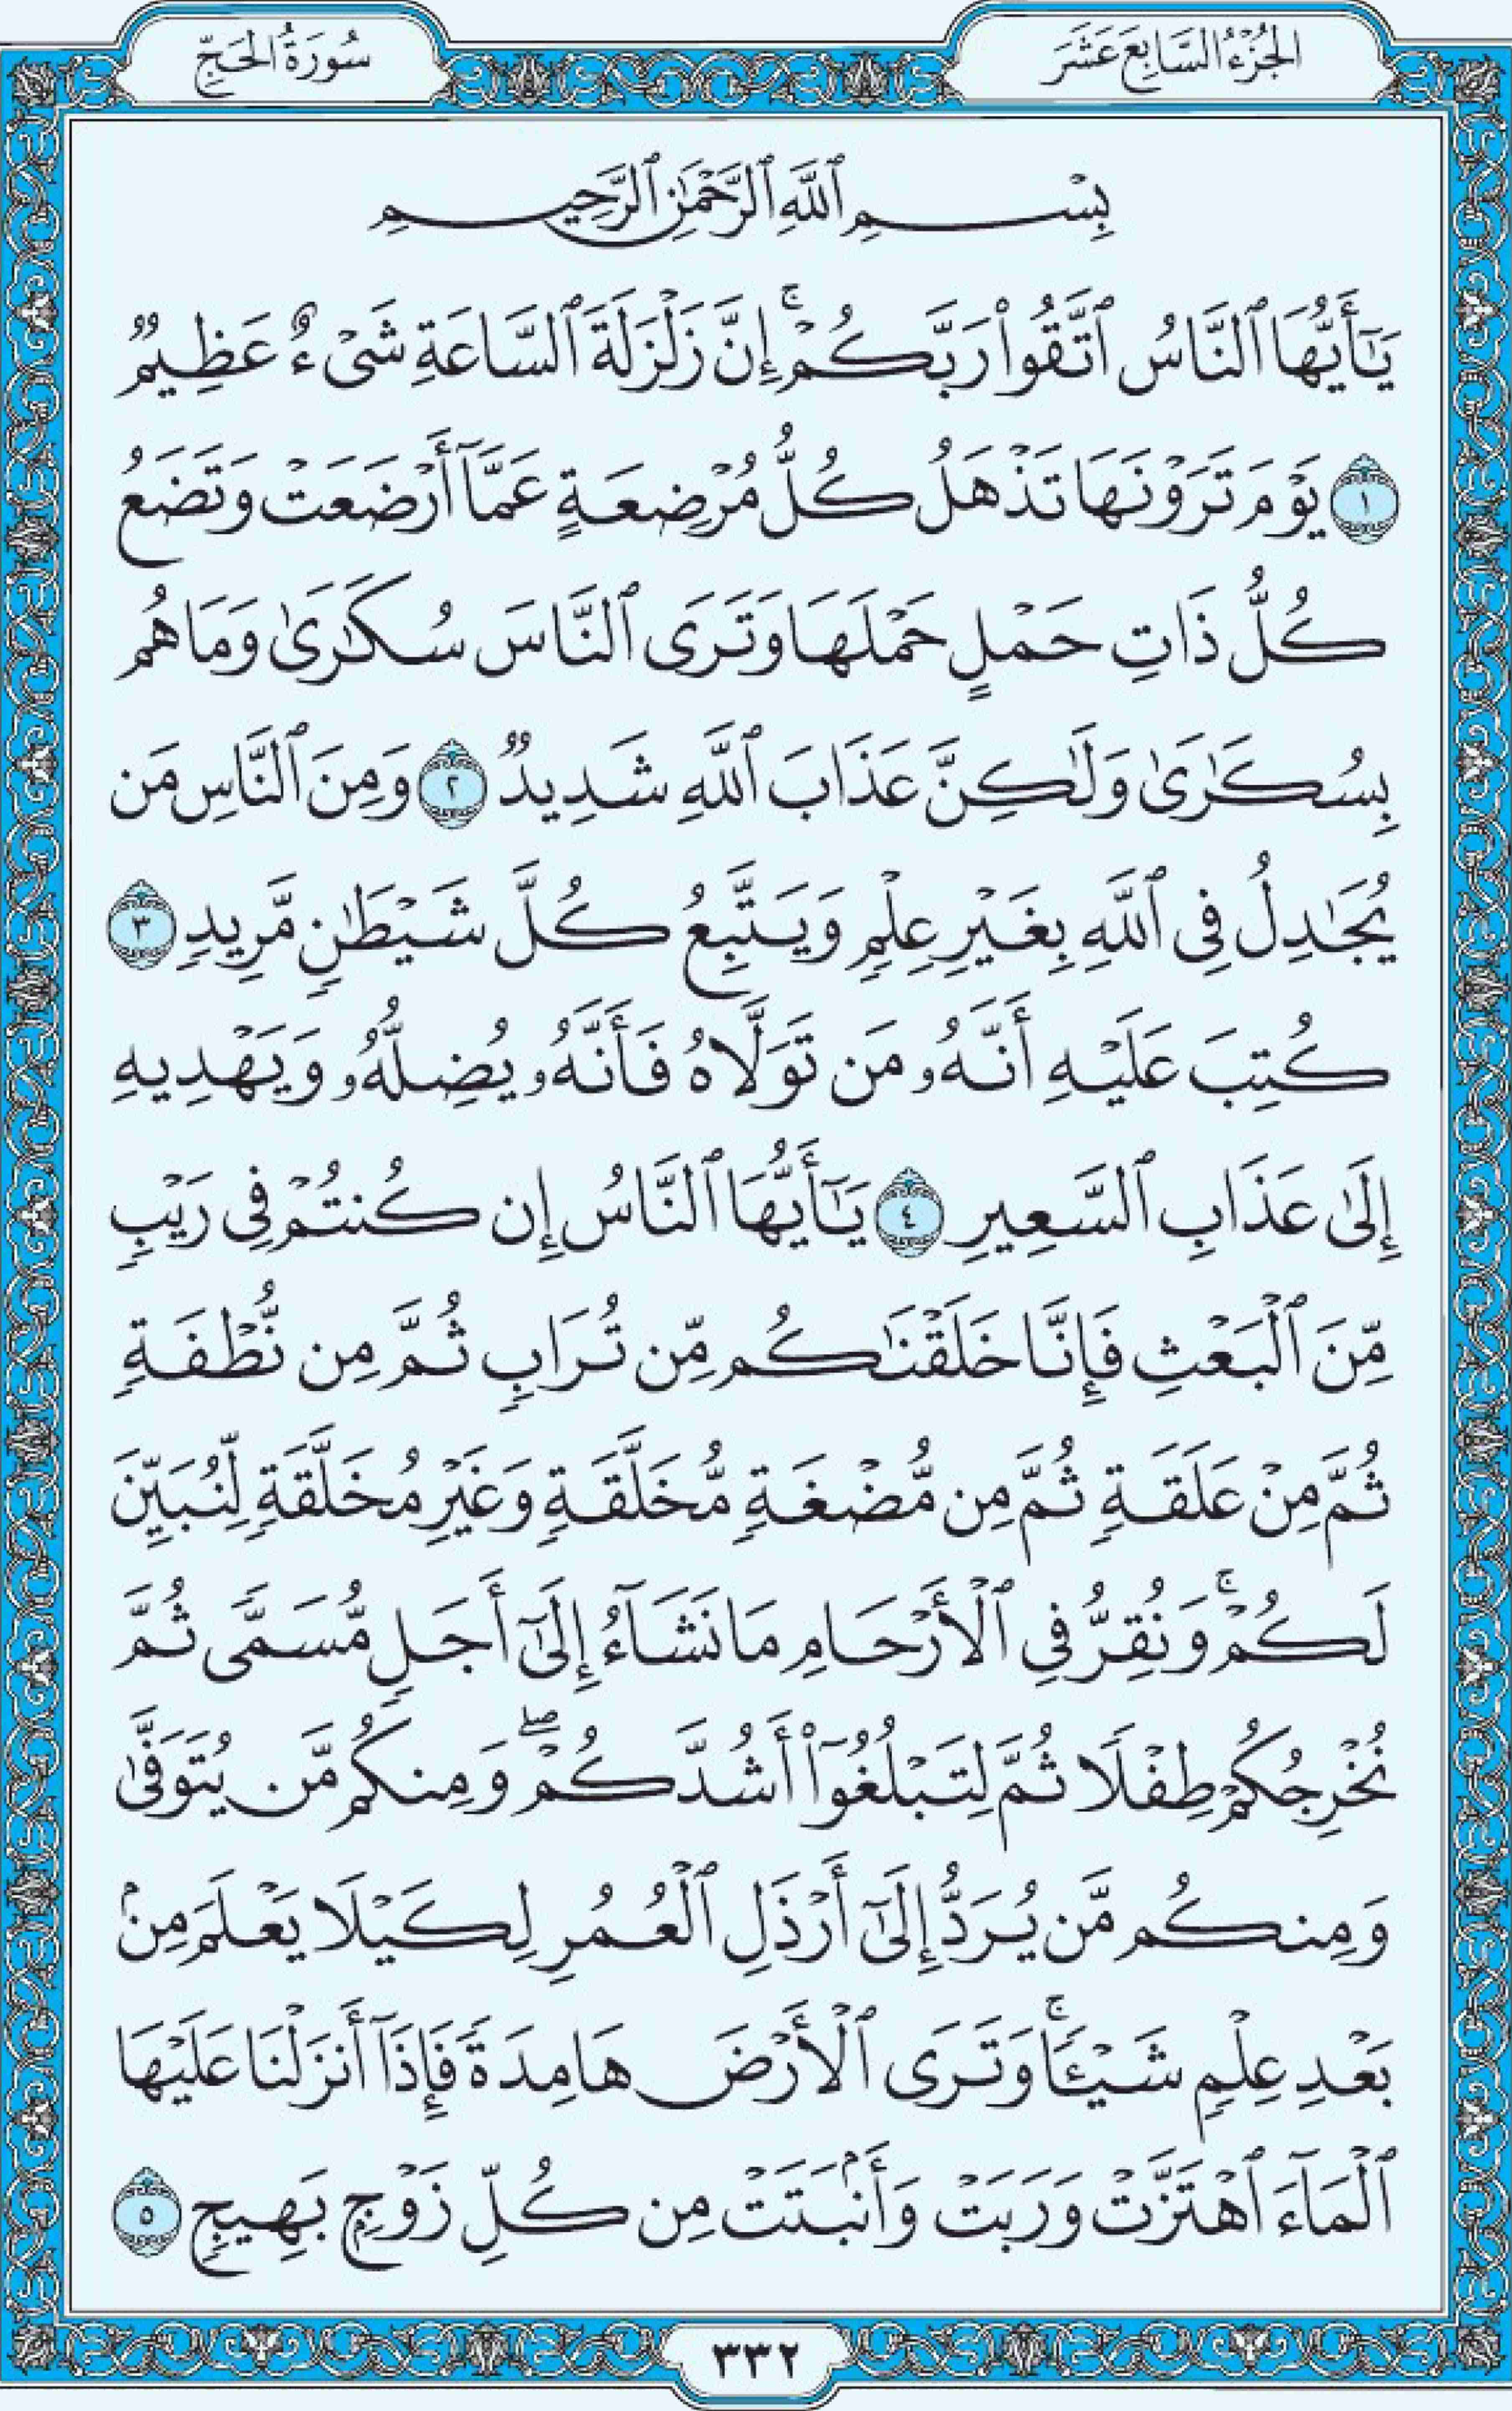 الجُزْءُ السَّابِعَ عَشَرَ
سُورَةُ الحَجِّ
بِسْمِ ٱللَّهِ ٱلرَّحْمَٰنِ ٱلرَّحِيمِ
يَٰٓأَيُّهَا ٱلنَّاسُ ٱتَّقُوا۟ رَبَّكُمْ ۚ إِنَّ زَلْزَلَةَ ٱلسَّاعَةِ شَىْءٌ عَظِيمٌ
١ يَوْمَ تَرَوْنَهَا تَذْهَلُ كُلُّ مُرْضِعَةٍ عَمَّآ أَرْضَعَتْ وَتَضَعُ
كُلُّ ذَاتِ حَمْلٍ حَمْلَهَا وَتَرَى ٱلنَّاسَ سُكَٰرَىٰ وَمَا هُم
بِسُكَٰرَىٰ وَلَٰكِنَّ عَذَابَ ٱللَّهِ شَدِيدٌ ٢ وَمِنَ ٱلنَّاسِ مَن
يُجَٰدِلُ فِى ٱللَّهِ بِغَيْرِ عِلْمٍ وَيَتَّبِعُ كُلَّ شَيْطَٰنٍ مَّرِيدٍ ٣
كُتِبَ عَلَيْهِ أَنَّهُۥ مَن تَوَلَّاهُ فَأَنَّهُۥ يُضِلُّهُۥ وَيَهْدِيهِ
إِلَىٰ عَذَابِ ٱلسَّعِيرِ ٤ يَٰٓأَيُّهَا ٱلنَّاسُ إِن كُنتُمْ فِى رَيْبٍ
مِّنَ ٱلْبَعْثِ فَإِنَّا خَلَقْنَٰكُم مِّن تُرَابٍ ثُمَّ مِن نُّطْفَةٍ
ثُمَّ مِنْ عَلَقَةٍ ثُمَّ مِن مُّضْغَةٍ مُّخَلَّقَةٍ وَغَيْرِ مُخَلَّقَةٍ لِّنُبَيِّنَ
لَكُمْ ۚ وَنُقِرُّ فِى ٱلْأَرْحَامِ مَا نَشَآءُ إِلَىٰٓ أَجَلٍ مُّسَمًّى ثُمَّ
نُخْرِجُكُمْ طِفْلًا ثُمَّ لِتَبْلُغُوٓا۟ أَشُدَّكُمْ ۖ وَمِنكُم مَّن يُتَوَفَّىٰ
وَمِنكُم مَّن يُرَدُّ إِلَىٰٓ أَرْذَلِ ٱلْعُمُرِ لِكَيْلَا يَعْلَمَ مِنۢ
بَعْدِ عِلْمٍ شَيْـًٔا ۚ وَتَرَى ٱلْأَرْضَ هَامِدَةً فَإِذَآ أَنزَلْنَا عَلَيْهَا
ٱلْمَآءَ ٱهْتَزَّتْ وَرَبَتْ وَأَنۢبَتَتْ مِن كُلِّ زَوْجٍۭ بَهِيجٍ ٥
٣٣٢